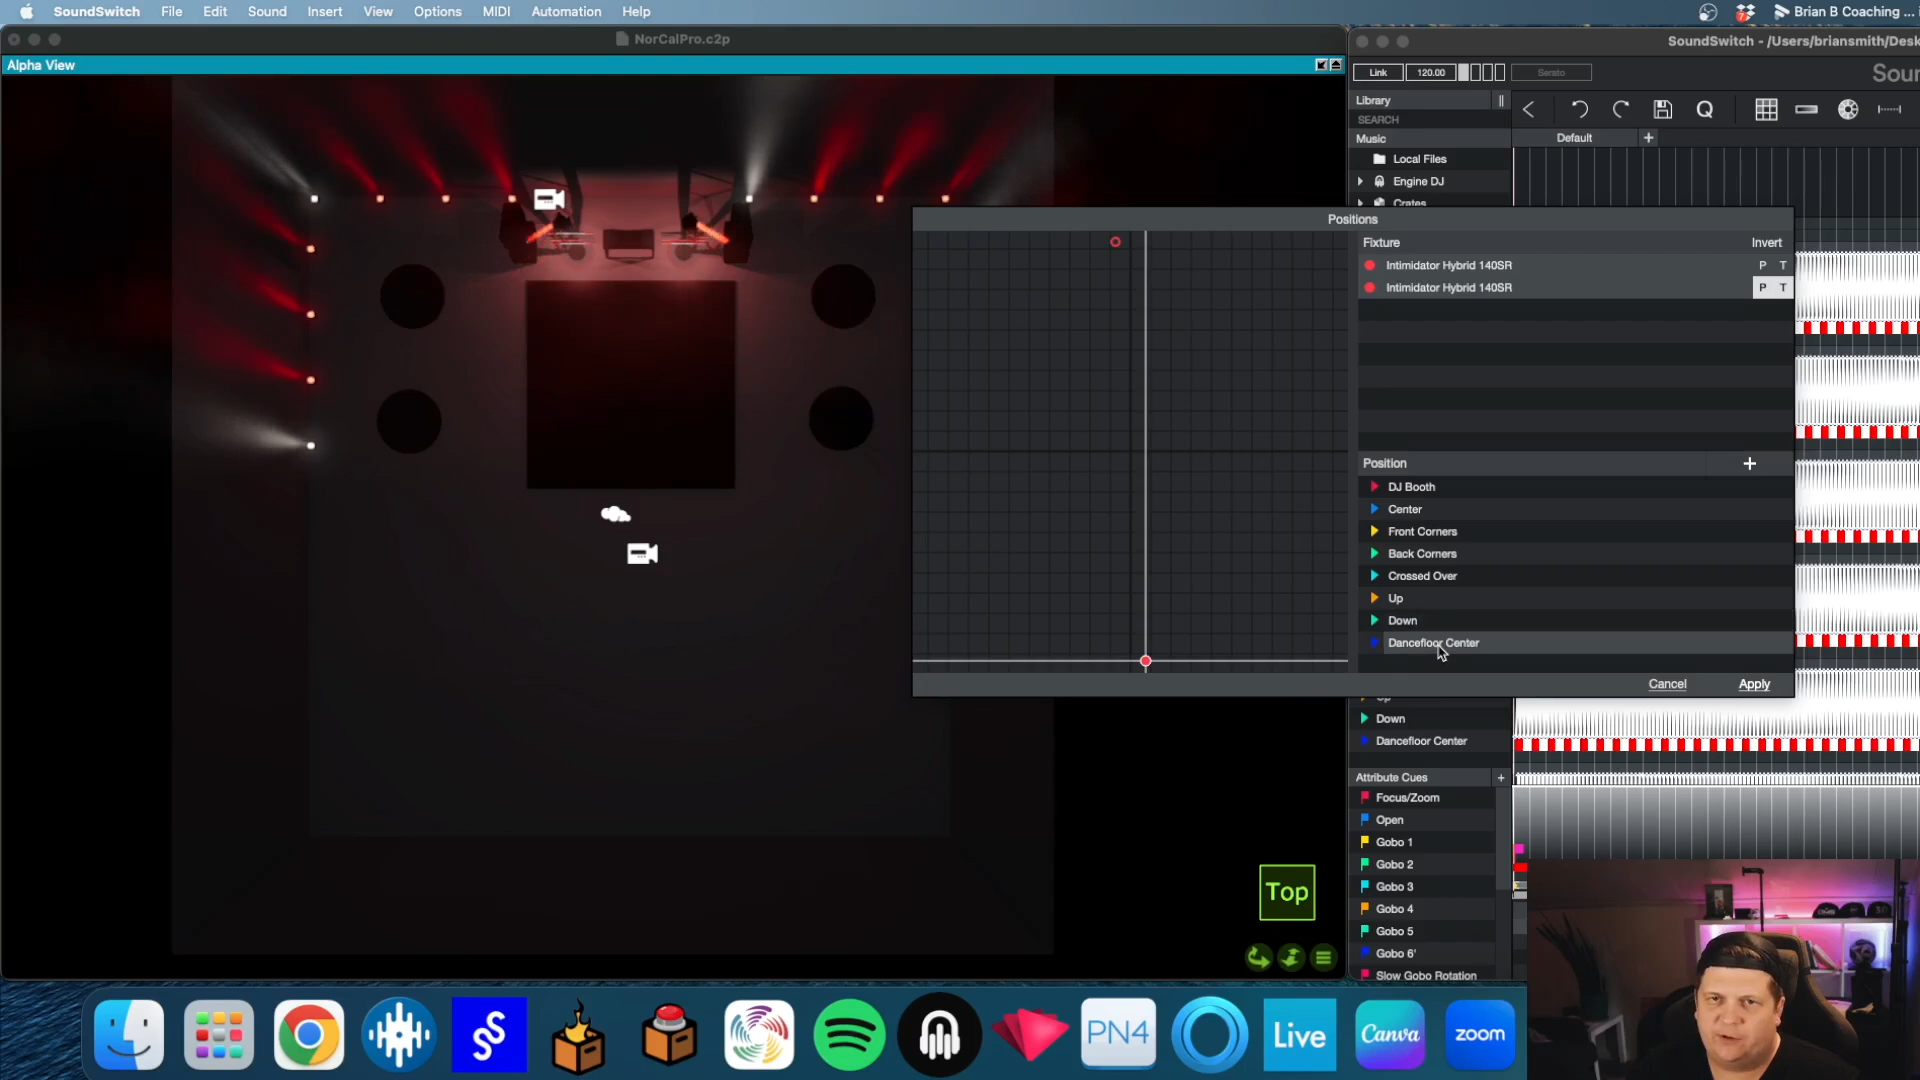 SoundSwitch File Edit Sound Insert View Options MIDI Automation Help
Brian B Coaching ...
NorCalPro.c2p
SoundSwitch - /Users/briansmith/Desk
Alpha View
Link 120.00 Serato
Soun
Library
SEARCH
Q
Music
Default +
Local Files
Engine DJ
Crates
Positions
Fixture Invert
Intimidator Hybrid 140SR P T
Intimidator Hybrid 140SR P T
Position +
DJ Booth
Center
Front Corners
Back Corners
Crossed Over
Up
Down
Dancefloor Center
Cancel Apply
Up
Down
Dancefloor Center
Attribute Cues +
Focus/Zoom
Open
Gobo 1
Gobo 2
Gobo 3
Gobo 4
Gobo 5
Gobo 6'
Slow Gobo Rotation
Top
PN4
Live
Canva
zoom